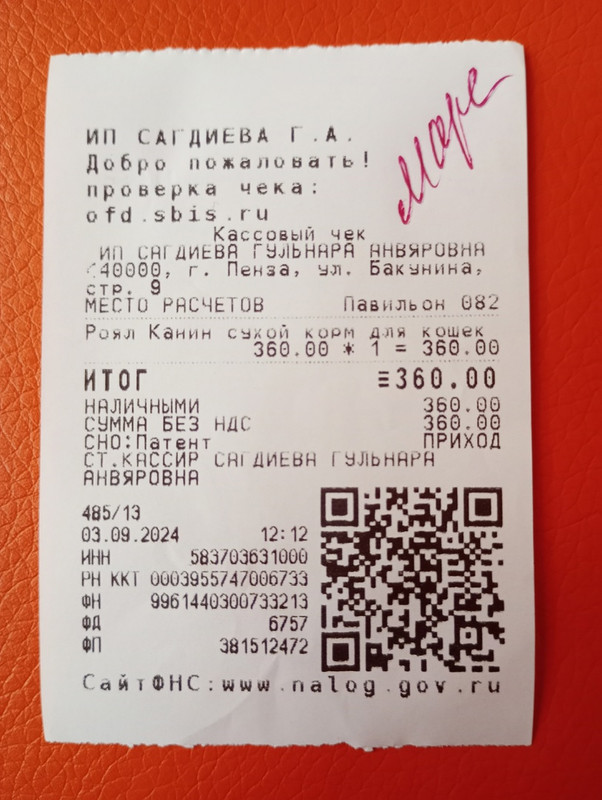 Море
ИП САГДИЕВА Г.А.
Добро пожаловать!
проверка чека:
ofd.sbis.ru
Кассовый чек
ИП САГДИЕВА ГУЛЬНАРА АНВЯРОВНА
440000, г. Пенза, ул. Бакунина,
стр. 9
МЕСТО РАСЧЕТОВ Павильон 082
Роял Канин сухой корм для кошек
360.00 * 1 = 360.00
ИТОГ ≡360.00
НАЛИЧНЫМИ 360.00
СУММА БЕЗ НДС 360.00
СНО:Патент ПРИХОД
СТ.КАССИР САГДИЕВА ГУЛЬНАРА
АНВЯРОВНА
485/13
03.09.2024 12:12
ИНН 583703631000
РН ККТ 0003955747006733
ФН 9961440300733213
ФД 6757
ФП 381512472
СайтФНС:www.nalog.gov.ru